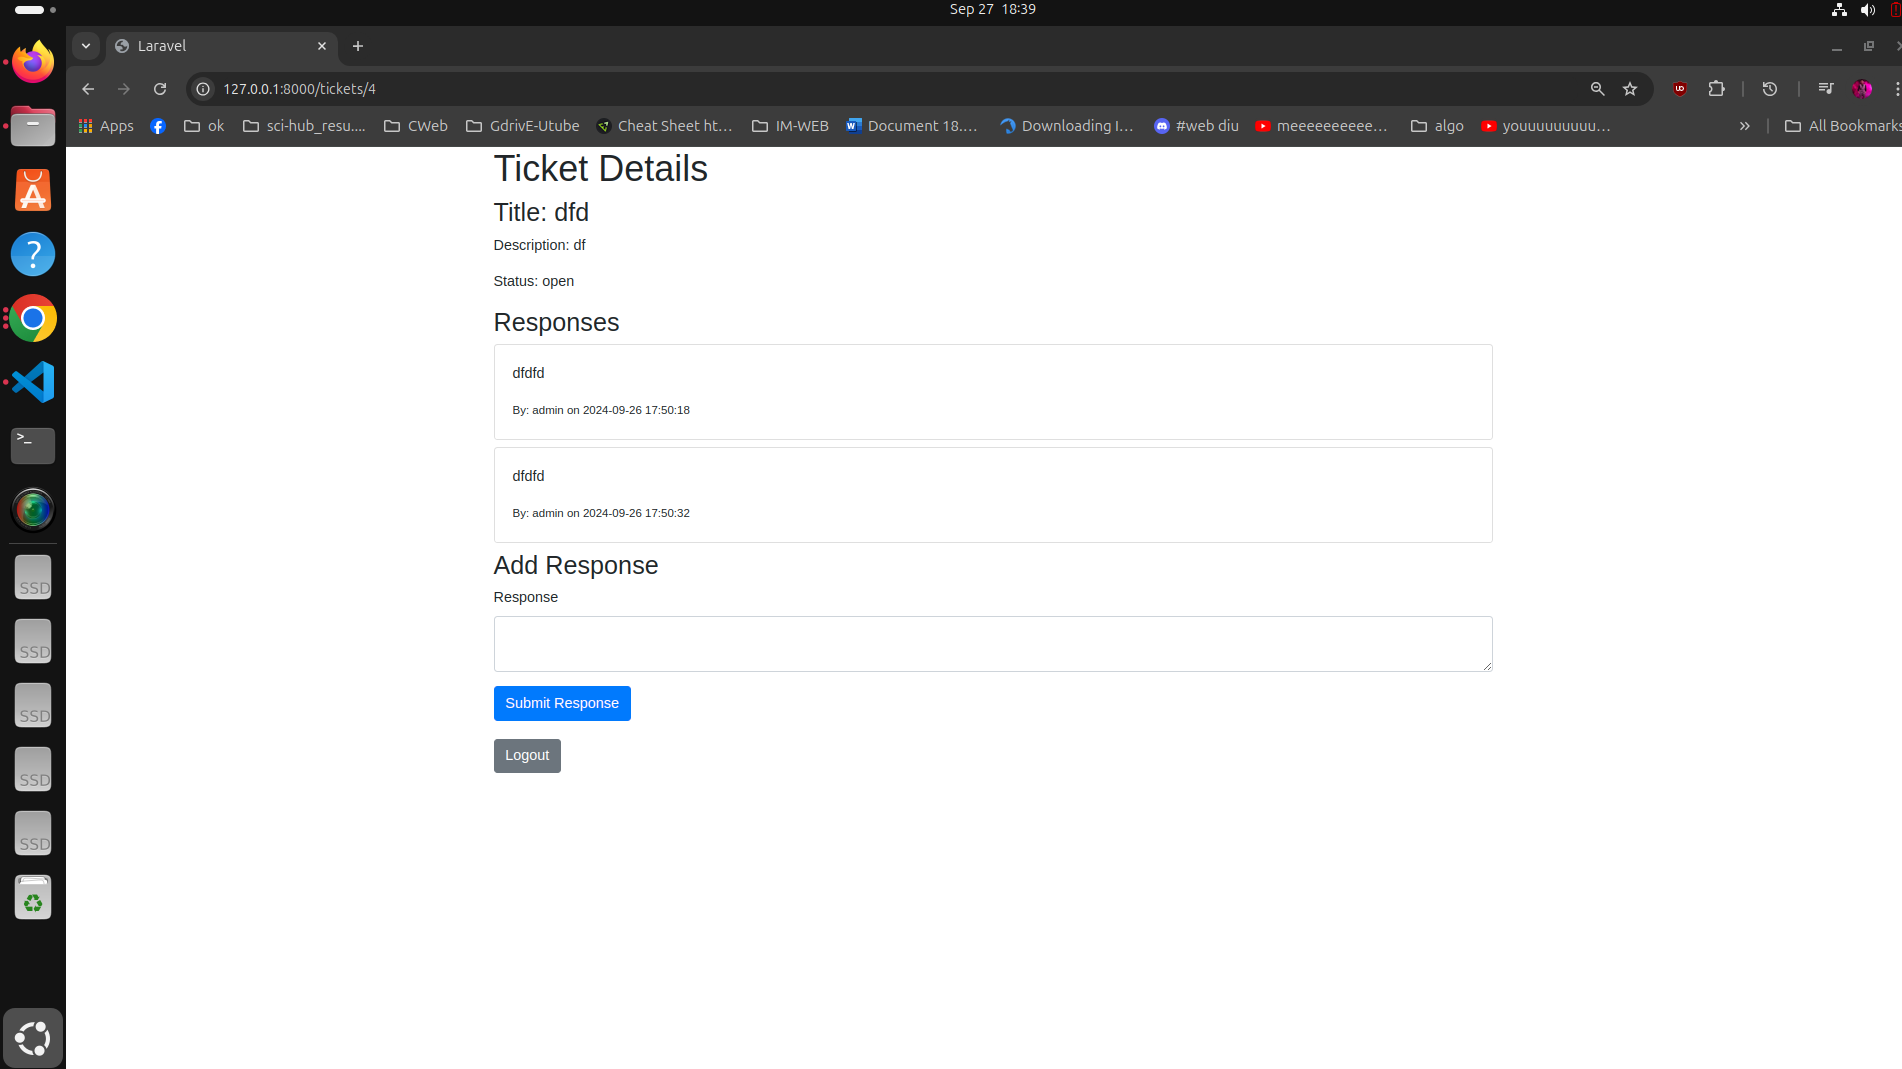 Sep 27 18:39
Laravel
127.0.0.1:8000/tickets/4
Apps
ok
sci-hub_resu....
CWeb
GdrivE-Utube
Cheat Sheet ht...
IM-WEB
Document 18....
Downloading I...
#web diu
meeeeeeeeee...
algo
youuuuuuuuu...
»
All Bookmarks
Ticket Details
Title: dfd
Description: df
Status: open
Responses
dfdfd
By: admin on 2024-09-26 17:50:18
dfdfd
By: admin on 2024-09-26 17:50:32
Add Response
Response
Submit Response
Logout
>_
SSD
SSD
SSD
SSD
SSD